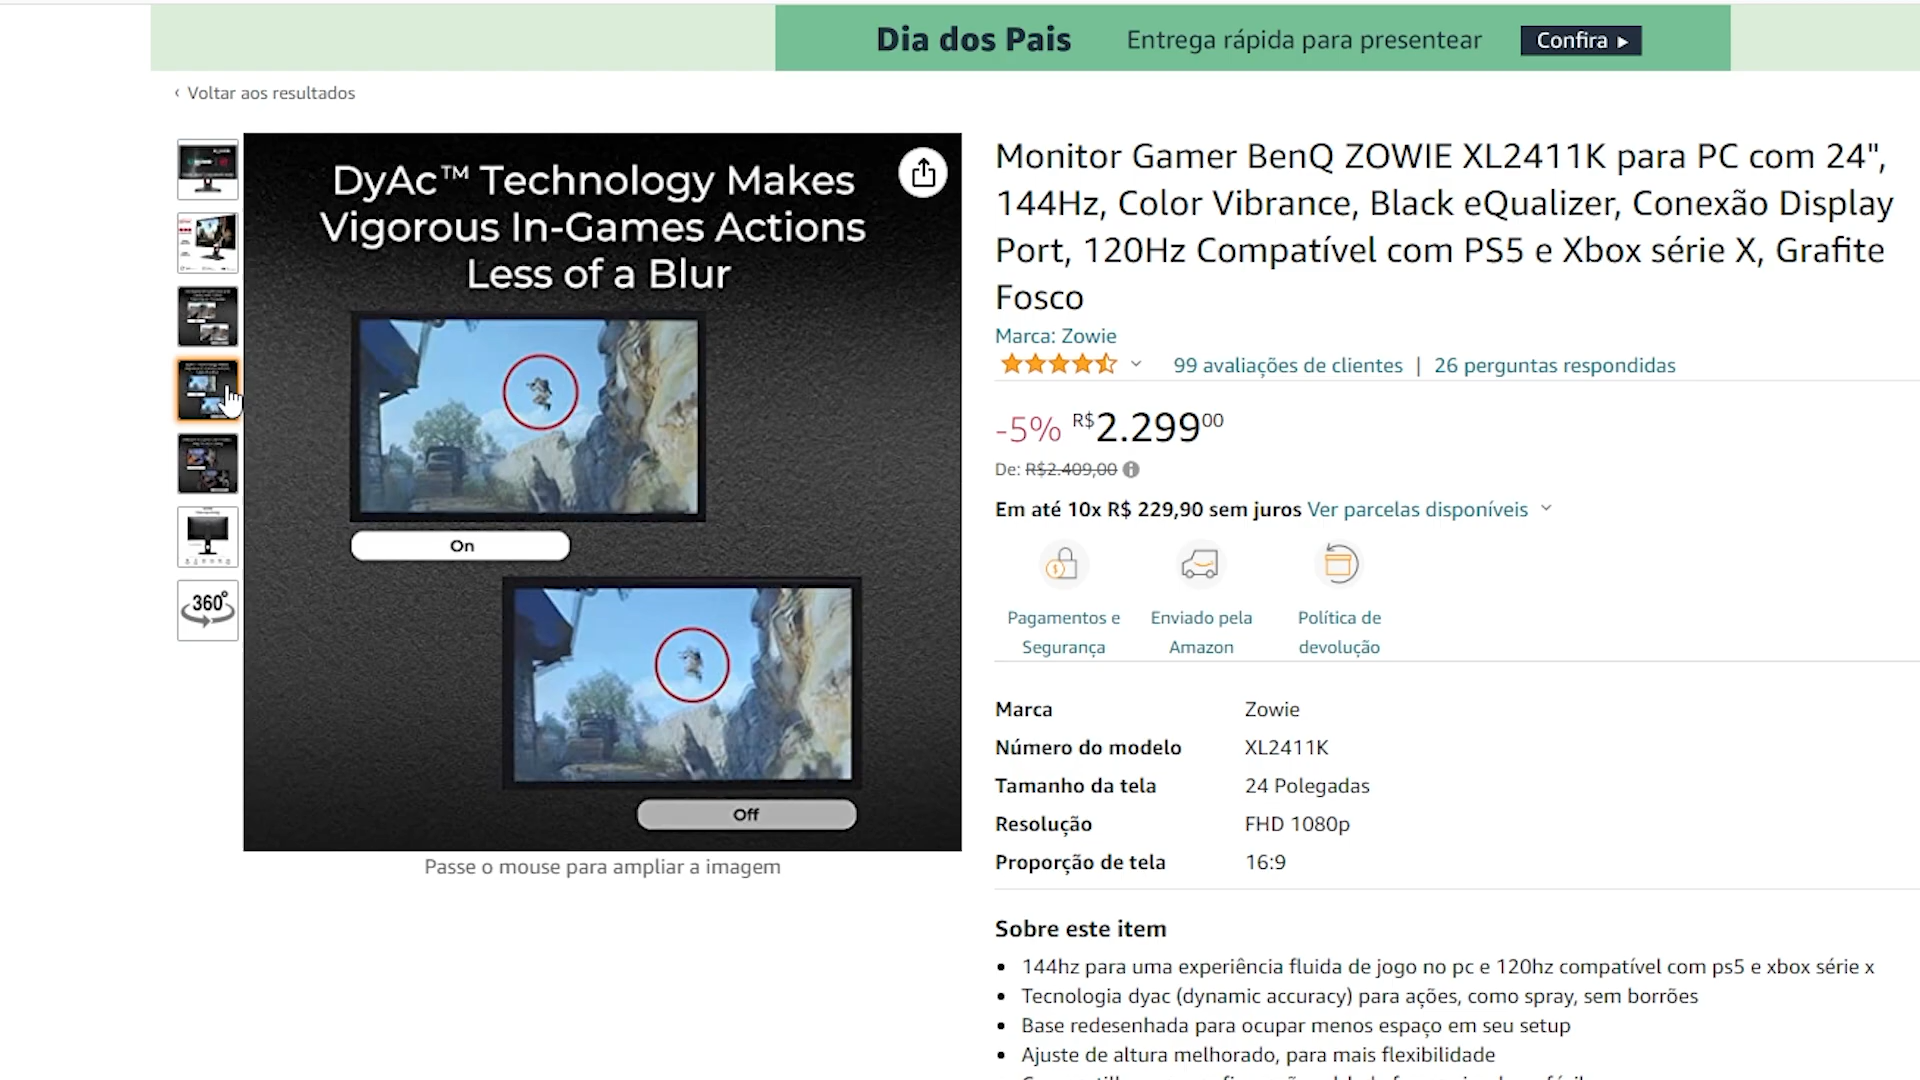 Dia dos Pais
Entrega rápida para presentear
Confira ▸
‹ Voltar aos resultados
DyAc™ Technology Makes
Vigorous In-Games Actions
Less of a Blur
On
Off
360°
Passe o mouse para ampliar a imagem
Monitor Gamer BenQ ZOWIE XL2411K para PC com 24",
144Hz, Color Vibrance, Black eQualizer, Conexão Display
Port, 120Hz Compatível com PS5 e Xbox série X, Grafite
Fosco
Marca: Zowie
99 avaliações de clientes | 26 perguntas respondidas
-5% R$2.299,00
De: R$2.409,00
Em até 10x R$ 229,90 sem juros Ver parcelas disponíveis
Pagamentos e
Segurança
Enviado pela
Amazon
Política de
devolução
Marca Zowie
Número do modelo XL2411K
Tamanho da tela 24 Polegadas
Resolução FHD 1080p
Proporção de tela 16:9
Sobre este item
• 144hz para uma experiência fluida de jogo no pc e 120hz compatível com ps5 e xbox série x
• Tecnologia dyac (dynamic accuracy) para ações, como spray, sem borrões
• Base redesenhada para ocupar menos espaço em seu setup
• Ajuste de altura melhorado, para mais flexibilidade